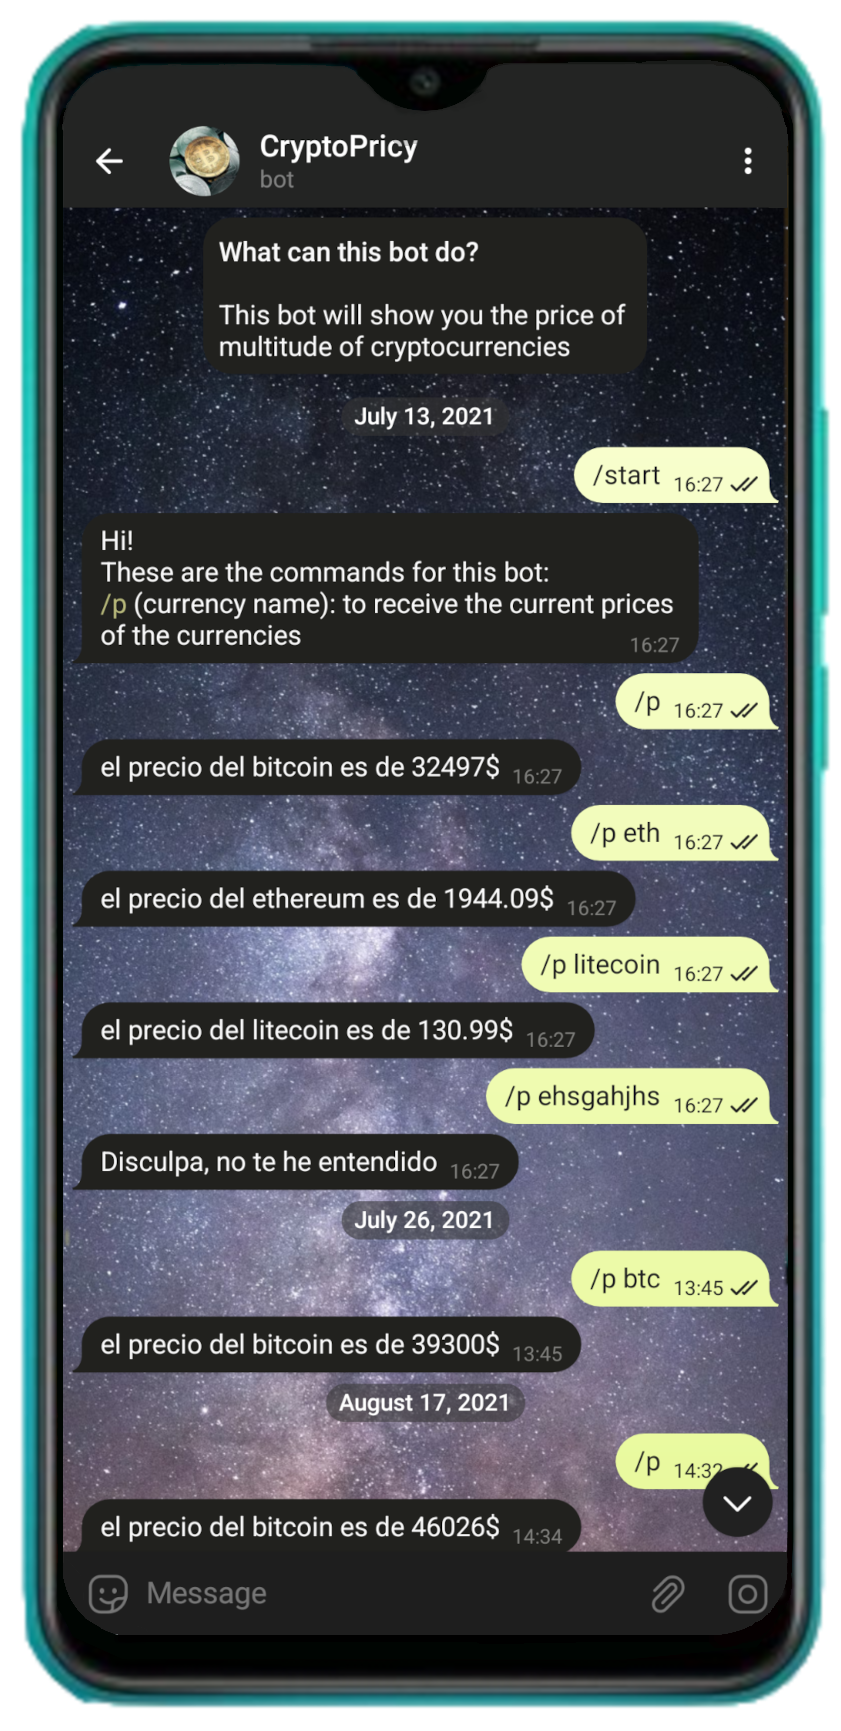 CryptoPricy
bot
What can this bot do?
This bot will show you the price of
multitude of cryptocurrencies
July 13, 2021
/start 16:27
Hi!
These are the commands for this bot:
/p (currency name): to receive the current prices
of the currencies 16:27
/p 16:27
el precio del bitcoin es de 32497$ 16:27
/p eth 16:27
el precio del ethereum es de 1944.09$ 16:27
/p litecoin 16:27
el precio del litecoin es de 130.99$ 16:27
/p ehsgahjhs 16:27
Disculpa, no te he entendido 16:27
July 26, 2021
/p btc 13:45
el precio del bitcoin es de 39300$ 13:45
August 17, 2021
/p 14:32
el precio del bitcoin es de 46026$ 14:34
Message